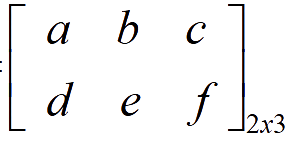 = [ a b c
d e f ]2x3